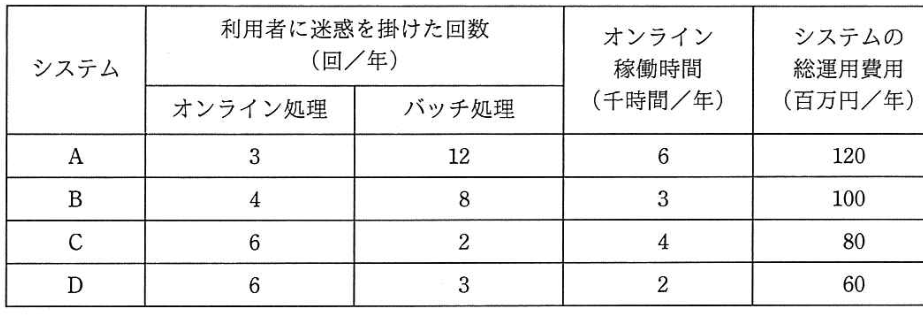 システム
利用者に迷惑を掛けた回数
（回／年）
オンライン処理
バッチ処理
オンライン
稼働時間
（千時間／年）
システムの
総運用費用
（百万円／年）
A 3 12 6 120
B 4 8 3 100
C 6 2 4 80
D 6 3 2 60